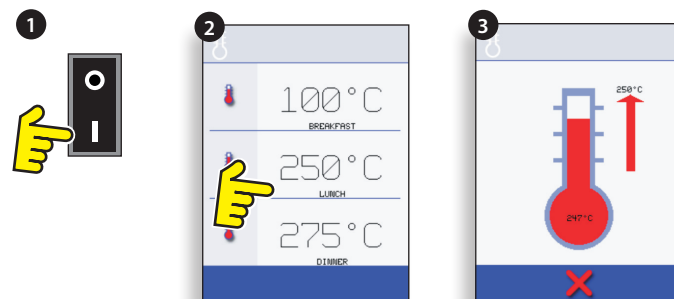 1
2
3
O
I
100°C
BREAKFAST
250°C
LUNCH
275°C
DINNER
250°C
247°C